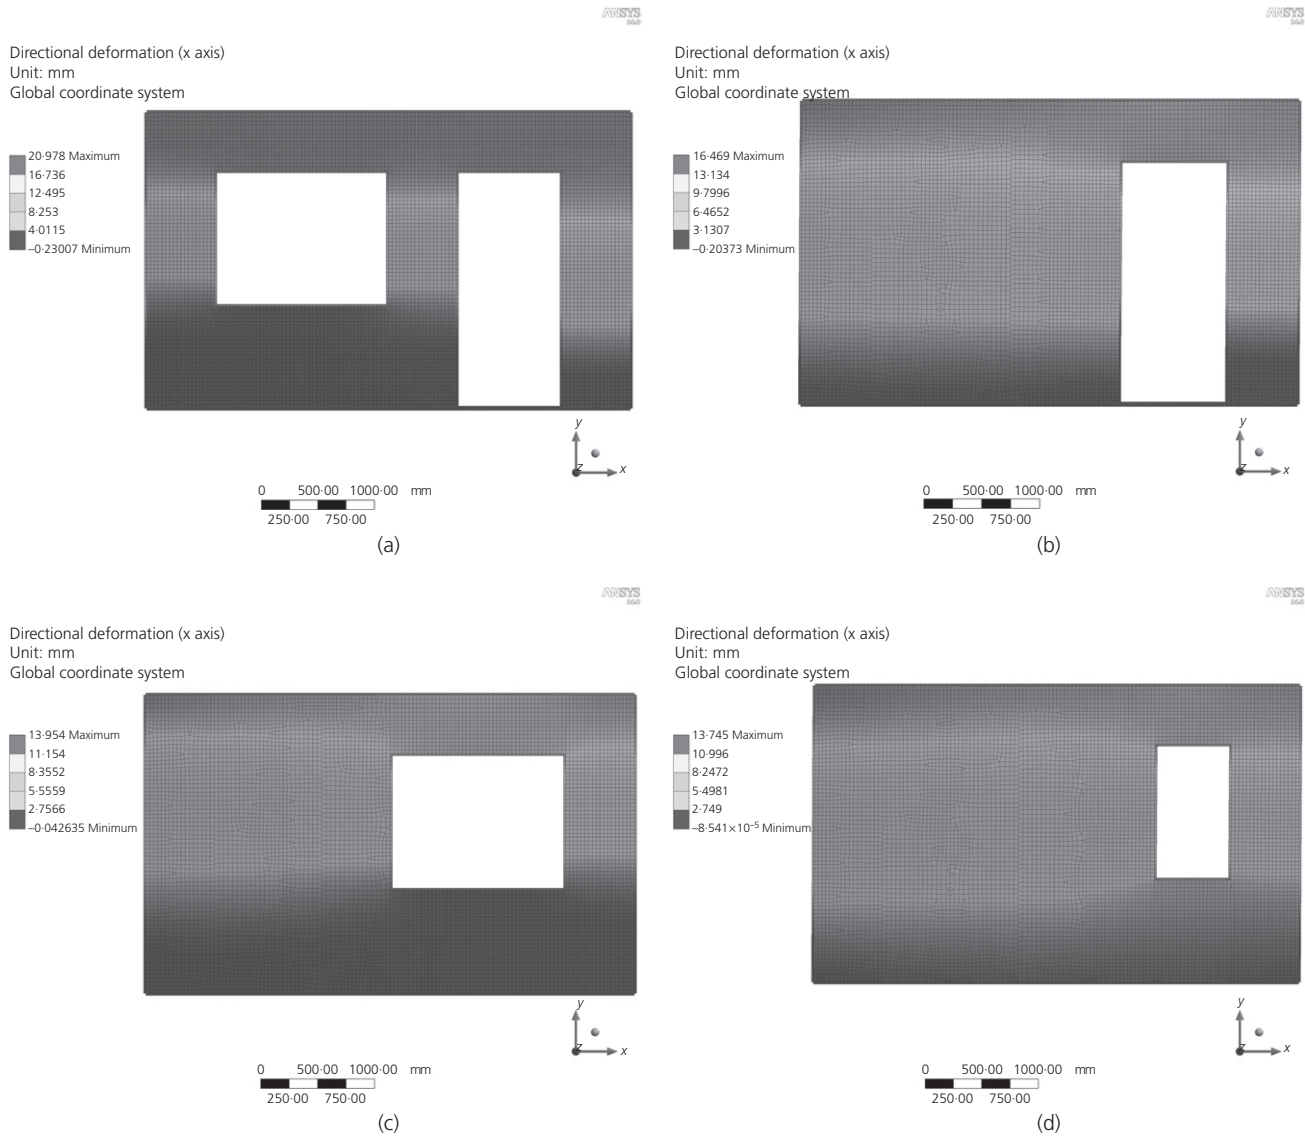 ANSYS
Directional deformation (x axis)
Unit: mm
Global coordinate system
20·978 Maximum
16·736
12·495
8·253
4·0115
–0·23007 Minimum
y
z
x
0 500·00 1000·00 mm
250·00 750·00
(a)
ANSYS
Directional deformation (x axis)
Unit: mm
Global coordinate system
16·469 Maximum
13·134
9·7996
6·4652
3·1307
–0·20373 Minimum
y
z
x
0 500·00 1000·00 mm
250·00 750·00
(b)
ANSYS
Directional deformation (x axis)
Unit: mm
Global coordinate system
13·954 Maximum
11·154
8·3552
5·5559
2·7566
–0·042635 Minimum
y
z
x
0 500·00 1000·00 mm
250·00 750·00
(c)
ANSYS
Directional deformation (x axis)
Unit: mm
Global coordinate system
13·745 Maximum
10·996
8·2472
5·4981
2·749
–8·541×10⁻⁵ Minimum
y
z
x
0 500·00 1000·00 mm
250·00 750·00
(d)